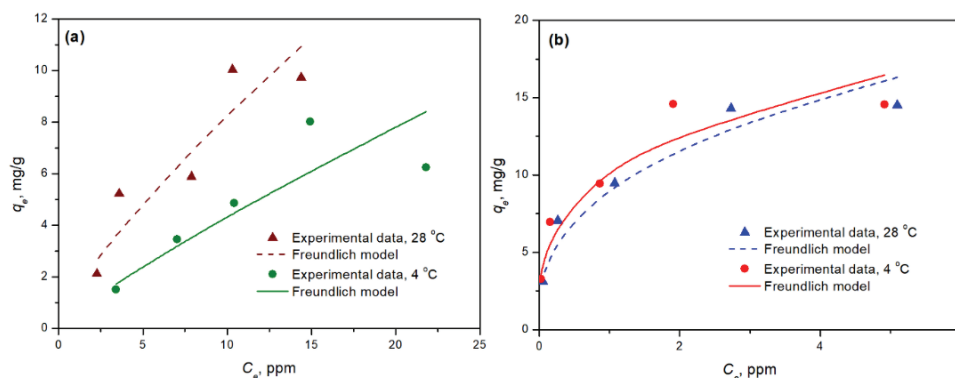 (a)
12
10
8
6
4
2
0
qe, mg/g
Experimental data, 28 °C
Freundlich model
Experimental data, 4 °C
Freundlich model
0 5 10 15 20 25
Ce, ppm
(b)
20
15
10
5
0
qe, mg/g
Experimental data, 28 °C
Freundlich model
Experimental data, 4 °C
Freundlich model
0 2 4
Ce, ppm